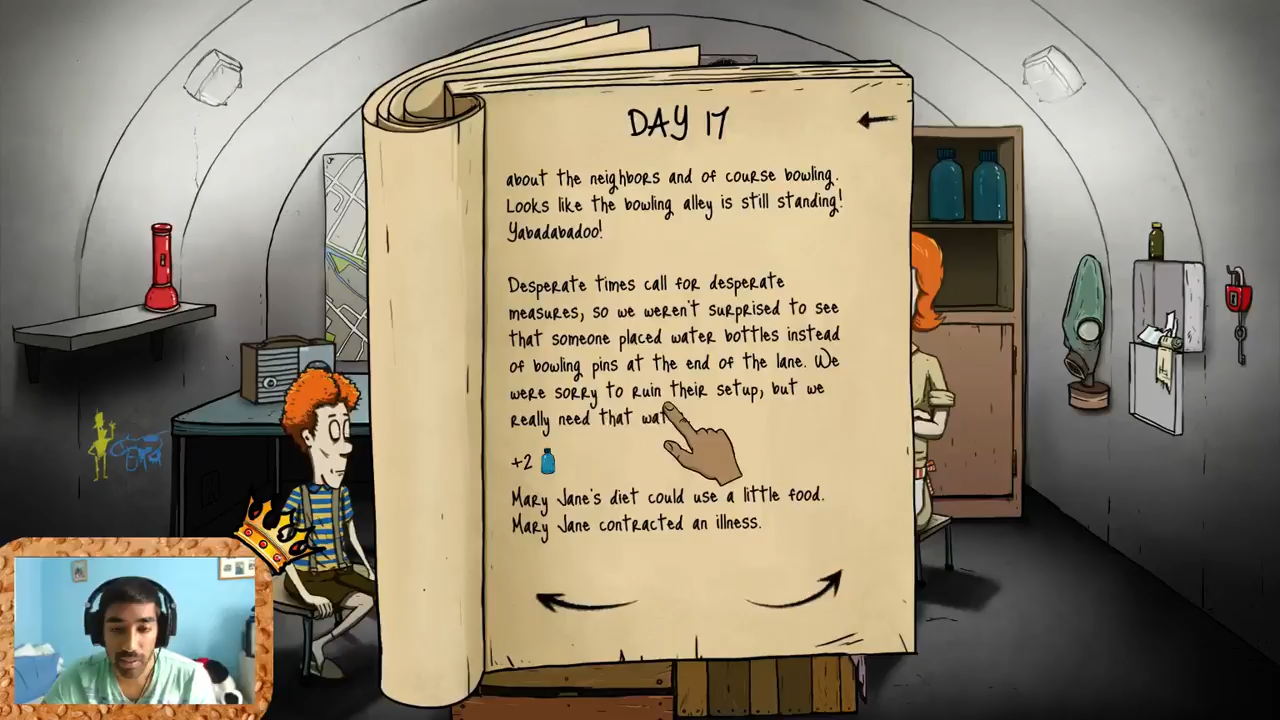 DAY 17
about the neighbors and of course bowling.
Looks like the bowling alley is still standing!
Yabadabadoo!
Desperate times call for desperate
measures, so we weren't surprised to see
that someone placed water bottles instead
of bowling pins at the end of the lane. We
were sorry to ruin their setup, but we
really need that
+2
Mary Jane's diet could use a little food.
Mary Jane contracted an illness.